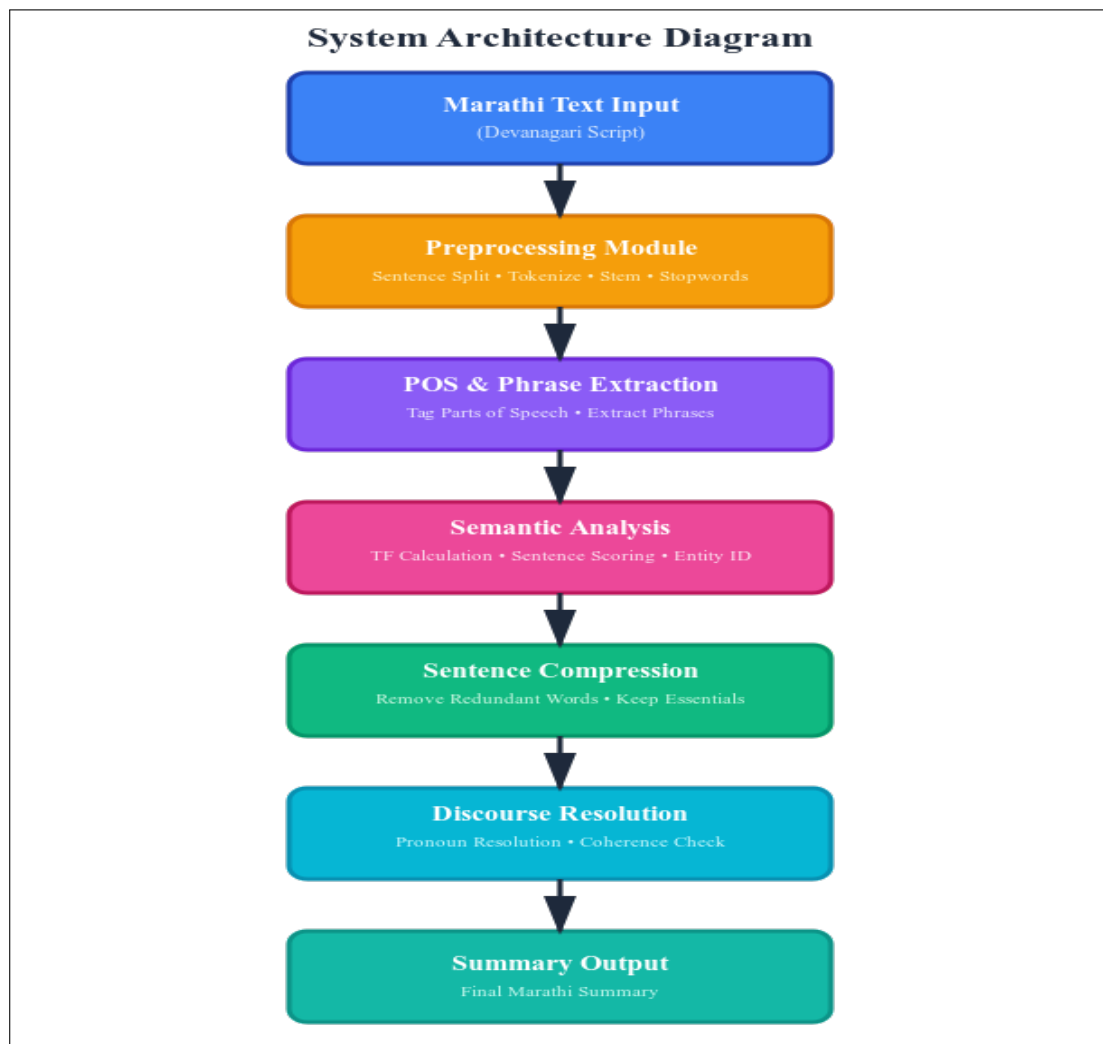 System Architecture Diagram
Marathi Text Input
(Devanagari Script)
Preprocessing Module
Sentence Split • Tokenize • Stem • Stopwords
POS & Phrase Extraction
Tag Parts of Speech • Extract Phrases
Semantic Analysis
TF Calculation • Sentence Scoring • Entity ID
Sentence Compression
Remove Redundant Words • Keep Essentials
Discourse Resolution
Pronoun Resolution • Coherence Check
Summary Output
Final Marathi Summary